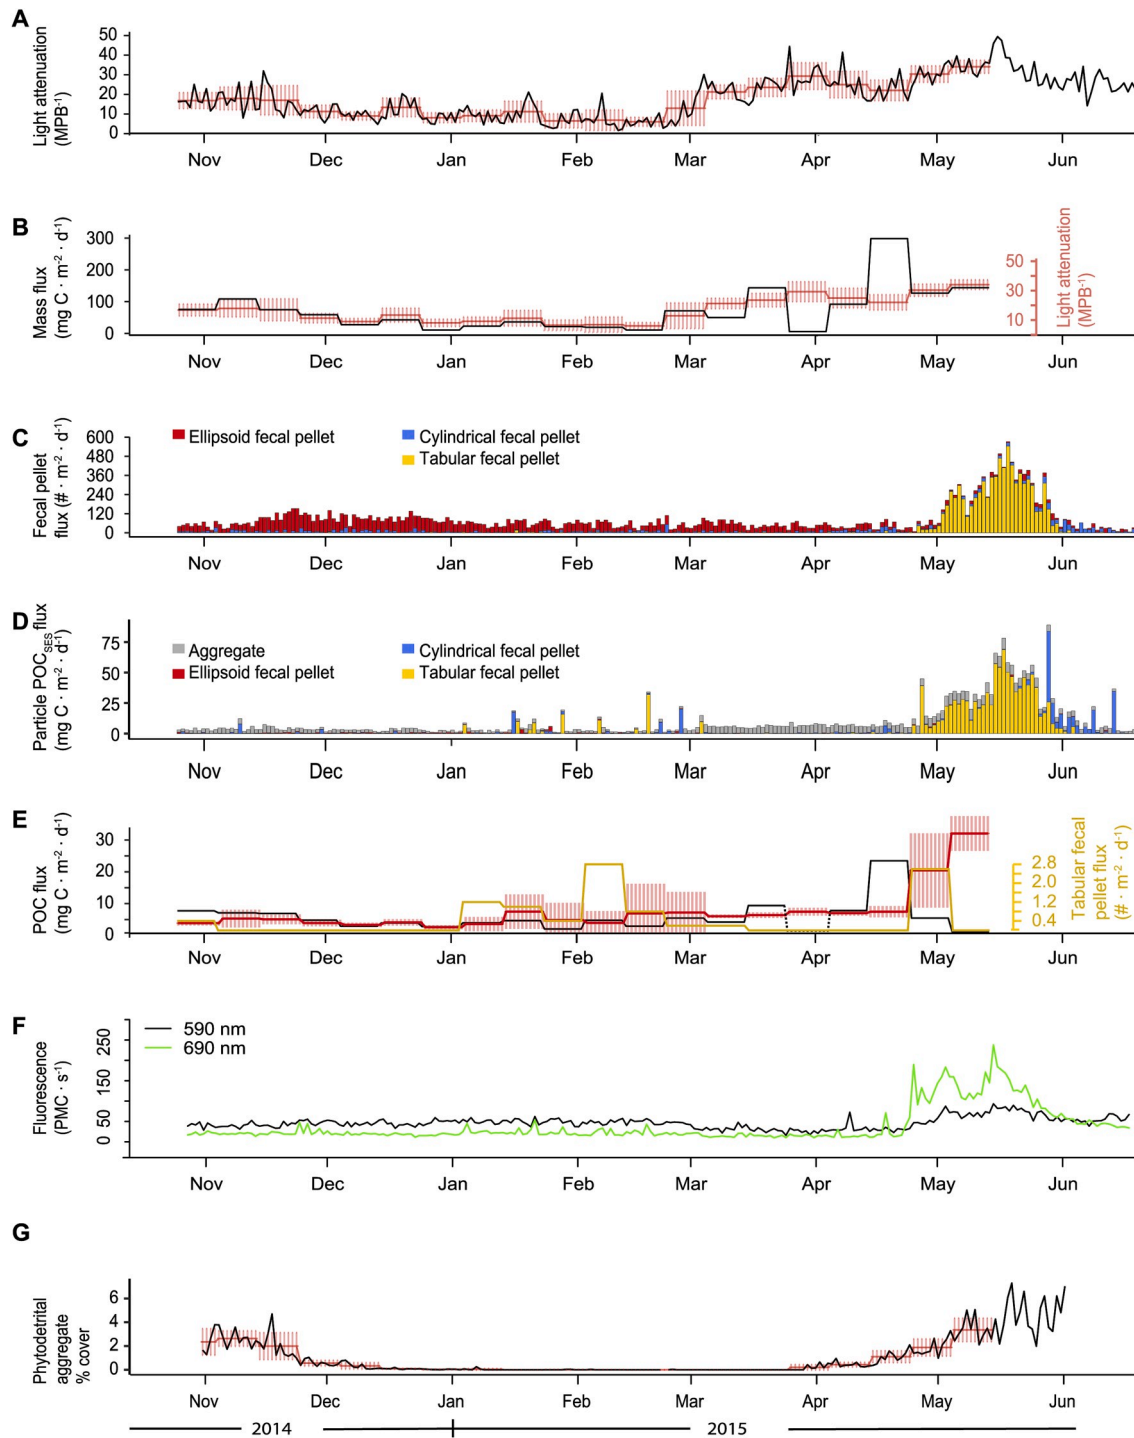 A
Light attenuation
(MPB⁻¹)
50
40
30
20
10
0
Nov Dec Jan Feb Mar Apr May Jun
B
Mass flux
(mg C · m⁻² · d⁻¹)
300
200
100
0
50
30
10
Light attenuation
(MPB⁻¹)
Nov Dec Jan Feb Mar Apr May Jun
C
Fecal pellet
flux (# · m⁻² · d⁻¹)
600
480
360
240
120
0
Ellipsoid fecal pellet
Cylindrical fecal pellet
Tabular fecal pellet
Nov Dec Jan Feb Mar Apr May Jun
D
Particle POC_SES flux
(mg C · m⁻² · d⁻¹)
75
50
25
0
Aggregate
Cylindrical fecal pellet
Ellipsoid fecal pellet
Tabular fecal pellet
Nov Dec Jan Feb Mar Apr May Jun
E
POC flux
(mg C · m⁻² · d⁻¹)
30
20
10
0
2.8
2.0
1.2
0.4
Tabular fecal
pellet flux
(# · m⁻² · d⁻¹)
Nov Dec Jan Feb Mar Apr May Jun
F
Fluorescence
(PMC · s⁻¹)
250
150
50
0
590 nm
690 nm
Nov Dec Jan Feb Mar Apr May Jun
G
Phytodetrital
aggregate
% cover
6
4
2
0
Nov Dec Jan Feb Mar Apr May Jun
2014 2015